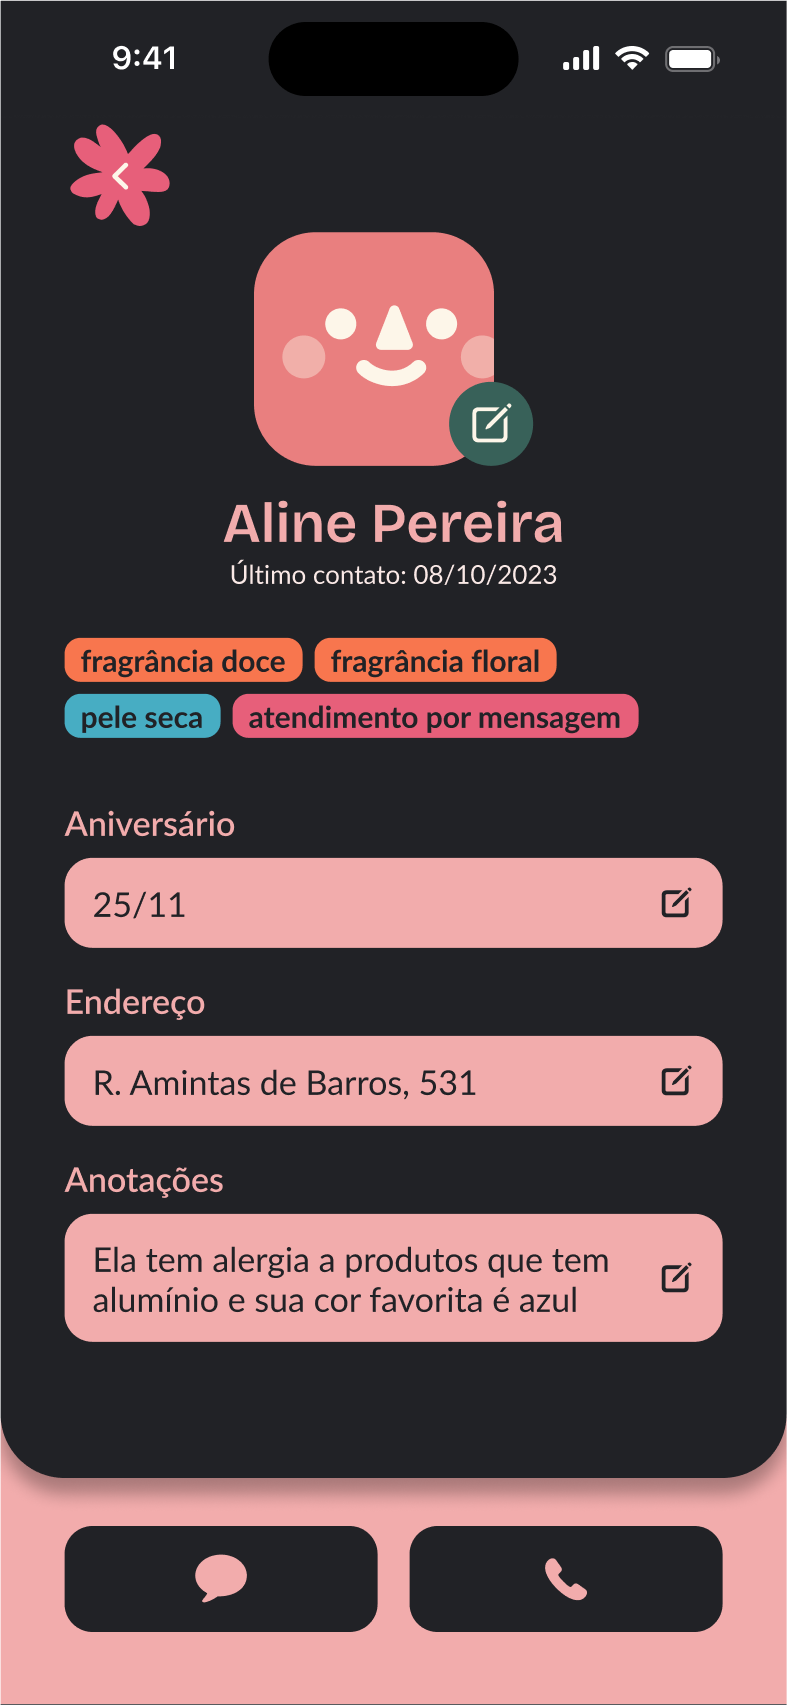 9:41
Aline Pereira
Último contato: 08/10/2023
fragrância doce fragrância floral
pele seca atendimento por mensagem
Aniversário
25/11
Endereço
R. Amintas de Barros, 531
Anotações
Ela tem alergia a produtos que tem
alumínio e sua cor favorita é azul